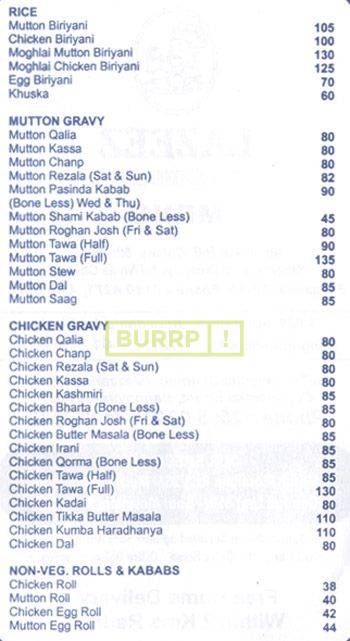 RICE
Mutton Biriyani 105
Chicken Biriyani 100
Moghlai Mutton Biriyani 130
Moghlai Chicken Biriyani 125
Egg Biriyani 70
Khuska 60
MUTTON GRAVY
Mutton Qalia 80
Mutton Kassa 80
Mutton Chanp 80
Mutton Rezala (Sat & Sun) 82
Mutton Pasinda Kabab 90
(Bone Less) Wed & Thu)
Mutton Shami Kabab (Bone Less) 45
Mutton Roghan Josh (Fri & Sat) 80
Mutton Tawa (Half) 90
Mutton Tawa (Full) 135
Mutton Stew 80
Mutton Dal 85
Mutton Saag 85
CHICKEN GRAVY
BURRP!
Chicken Qalia 80
Chicken Chanp 80
Chicken Rezala (Sat & Sun) 80
Chicken Kassa 80
Chicken Kashmiri 85
Chicken Bharta (Bone Less) 85
Chicken Roghan Josh (Fri & Sat) 80
Chicken Butter Masala (Bone Less) 85
Chicken Irani 85
Chicken Qorma (Bone Less) 85
Chicken Tawa (Half) 85
Chicken Tawa (Full) 130
Chicken Kadai 80
Chicken Tikka Butter Masala 110
Chicken Kumba Haradhanya 110
Chicken Dal 80
NON-VEG. ROLLS & KABABS
Chicken Roll 38
Mutton Roll 40
Chicken Egg Roll 42
Mutton Egg Roll 44